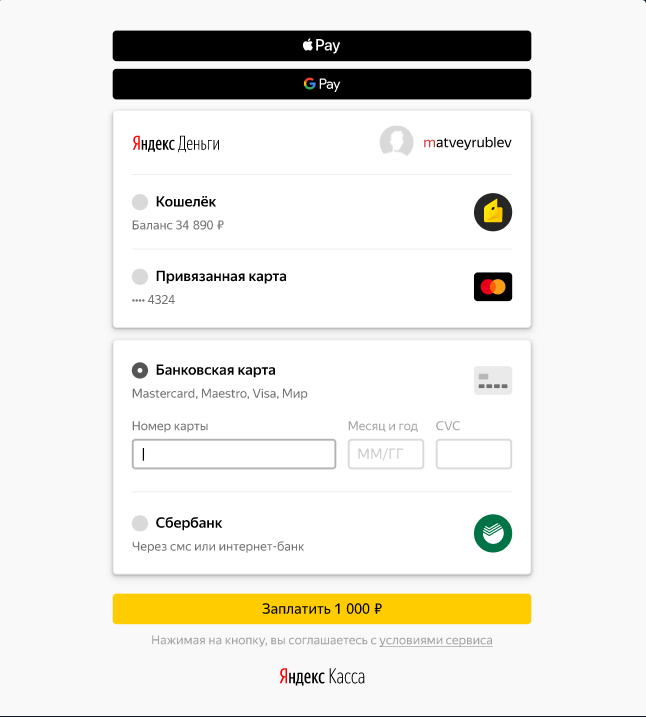 Pay
G Pay
Яндекс Деньги
matveyrublev
Кошелёк
Баланс 34 890 ₽
Привязанная карта
•••• 4324
Банковская карта
Mastercard, Maestro, Visa, Мир
Номер карты Месяц и год CVC
ММ/ГГ
Сбербанк
Через смс или интернет-банк
Заплатить 1 000 ₽
Нажимая на кнопку, вы соглашаетесь с условиями сервиса
Яндекс Касса